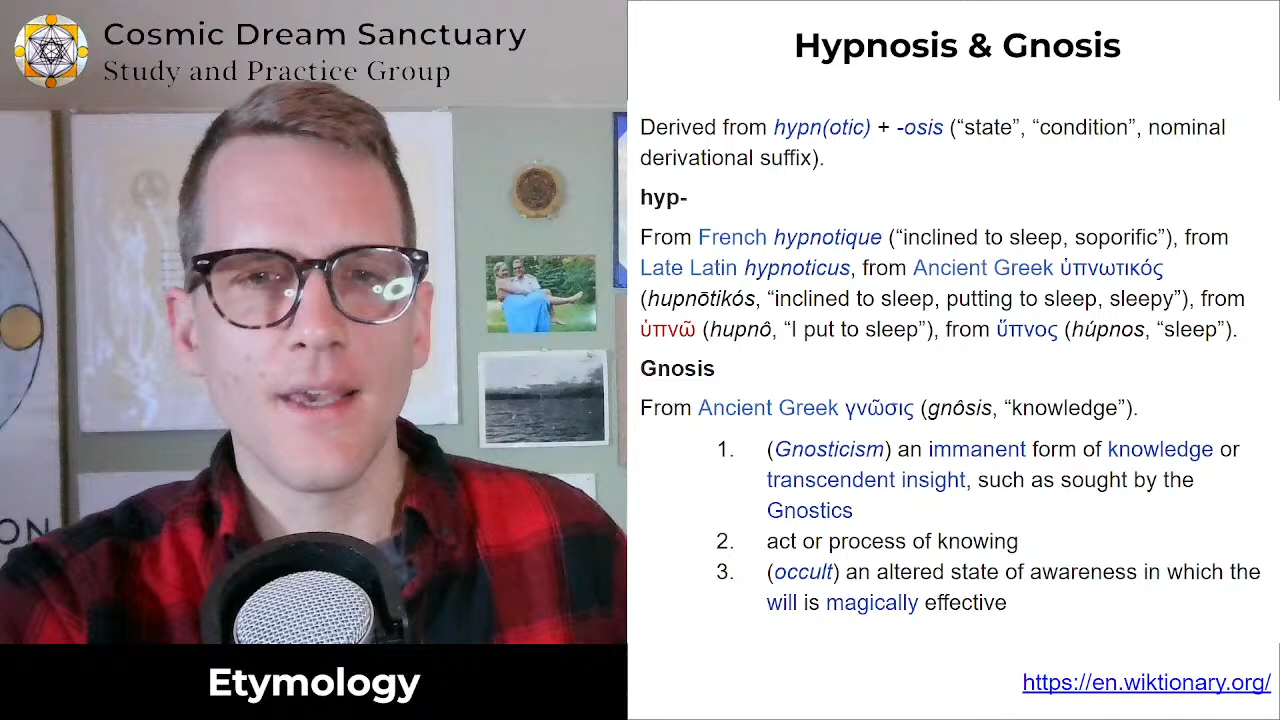 Cosmic Dream Sanctuary
Study and Practice Group
ON
Etymology
Hypnosis & Gnosis
Derived from hypn(otic) + -osis (“state”, “condition”, nominal
derivational suffix).
hyp-
From French hypnotique (“inclined to sleep, soporific”), from
Late Latin hypnoticus, from Ancient Greek ὑπνωτικός
(hupnōtikós, “inclined to sleep, putting to sleep, sleepy”), from
ὑπνῶ (hupnô, “I put to sleep”), from ὕπνος (húpnos, “sleep”).
Gnosis
From Ancient Greek γνῶσις (gnôsis, “knowledge”).
1. (Gnosticism) an immanent form of knowledge or
transcendent insight, such as sought by the
Gnostics
2. act or process of knowing
3. (occult) an altered state of awareness in which the
will is magically effective
https://en.wiktionary.org/